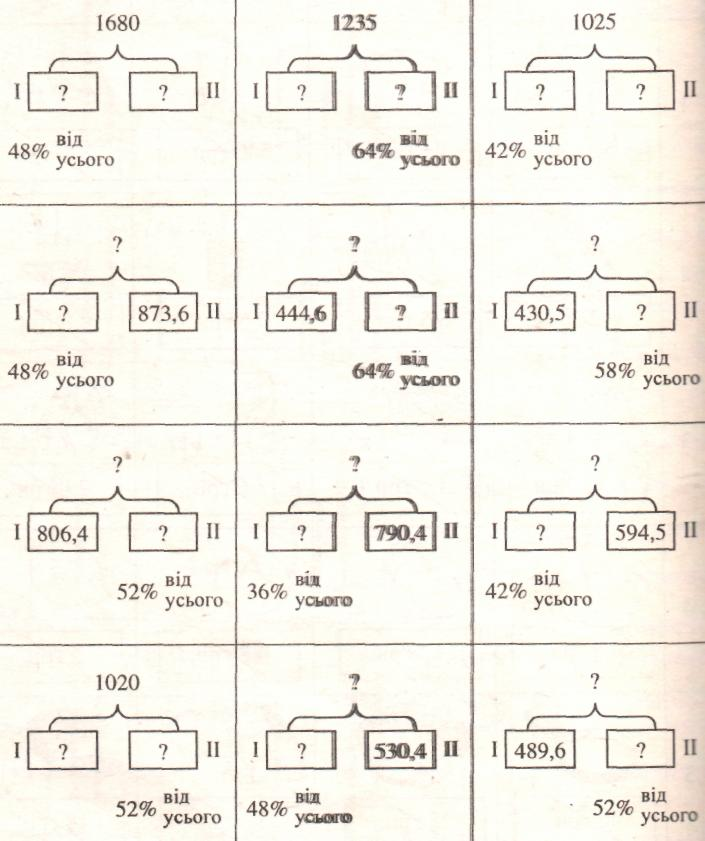 1680 1235 1025
I ? ? II I ? ? II I ? ? II
48% від усього 64% від усього 42% від усього
? ? ?
I ? 873,6 II I 444,6 ? II I 430,5 ? II
48% від усього 64% від усього 58% від усього
? ? ?
I 806,4 ? II I ? 790,4 II I ? 594,5 II
52% від усього 36% від усього 42% від усього
1020 ? ?
I ? ? II I ? 530,4 II I 489,6 ? II
52% від усього 48% від усього 52% від усього